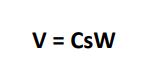 V = CsW